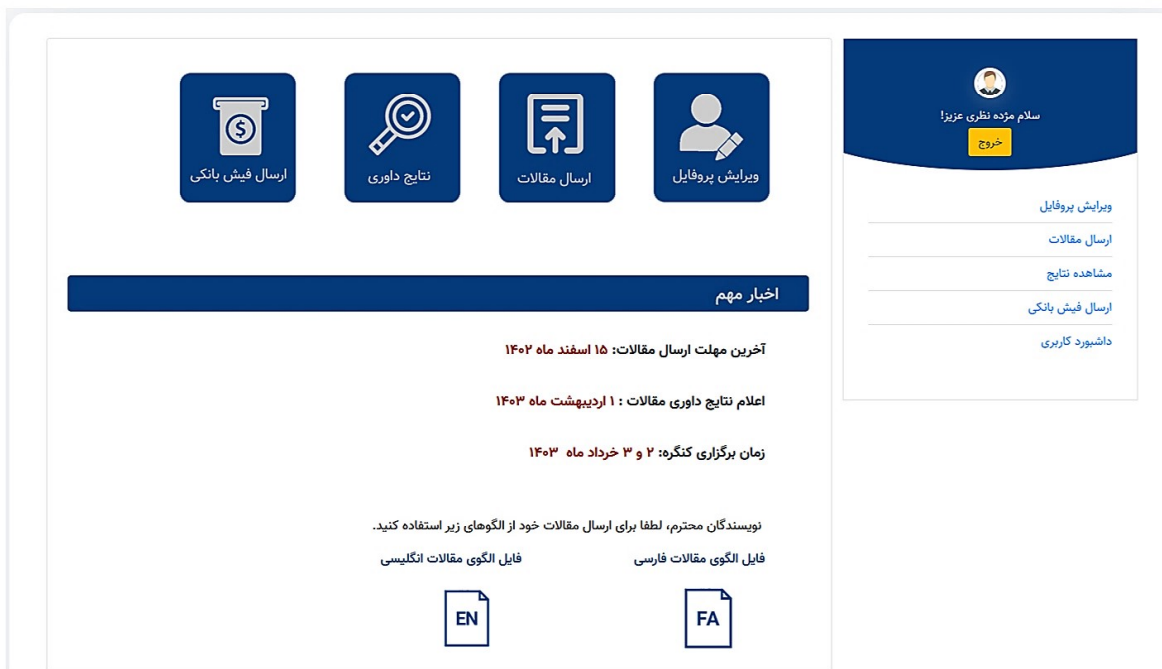 سلام مژده نظری عزیز!
خروج
ویرایش پروفایل
ارسال مقالات
مشاهده نتایج
ارسال فیش بانکی
داشبورد کاربری
ویرایش پروفایل
ارسال مقالات
نتایج داوری
ارسال فیش بانکی
اخبار مهم
آخرین مهلت ارسال مقالات: ۱۵ اسفند ماه ۱۴۰۲
اعلام نتایج داوری مقالات : ۱ اردیبهشت ماه ۱۴۰۳
زمان برگزاری کنگره: ۲ و ۳ خرداد ماه ۱۴۰۳
نویسندگان محترم، لطفا برای ارسال مقالات خود از الگوهای زیر استفاده کنید.
فایل الگوی مقالات فارسی
فایل الگوی مقالات انگلیسی
FA
EN